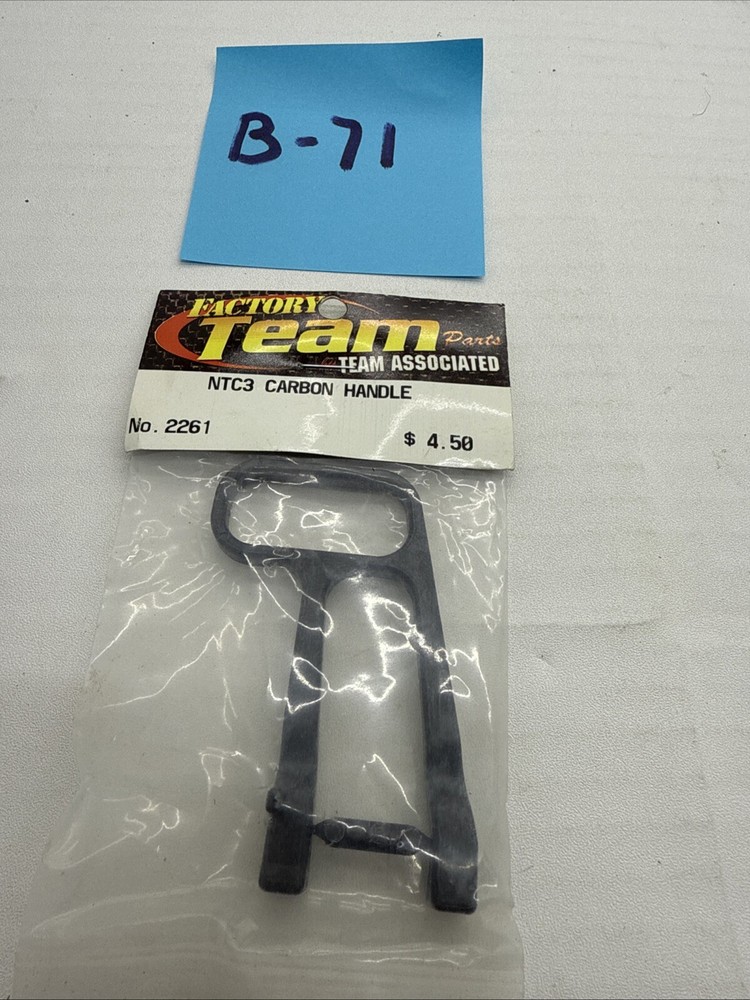 B-71
FACTORY
Team Parts
TEAM ASSOCIATED
NTC3 CARBON HANDLE
No. 2261
$ 4.50